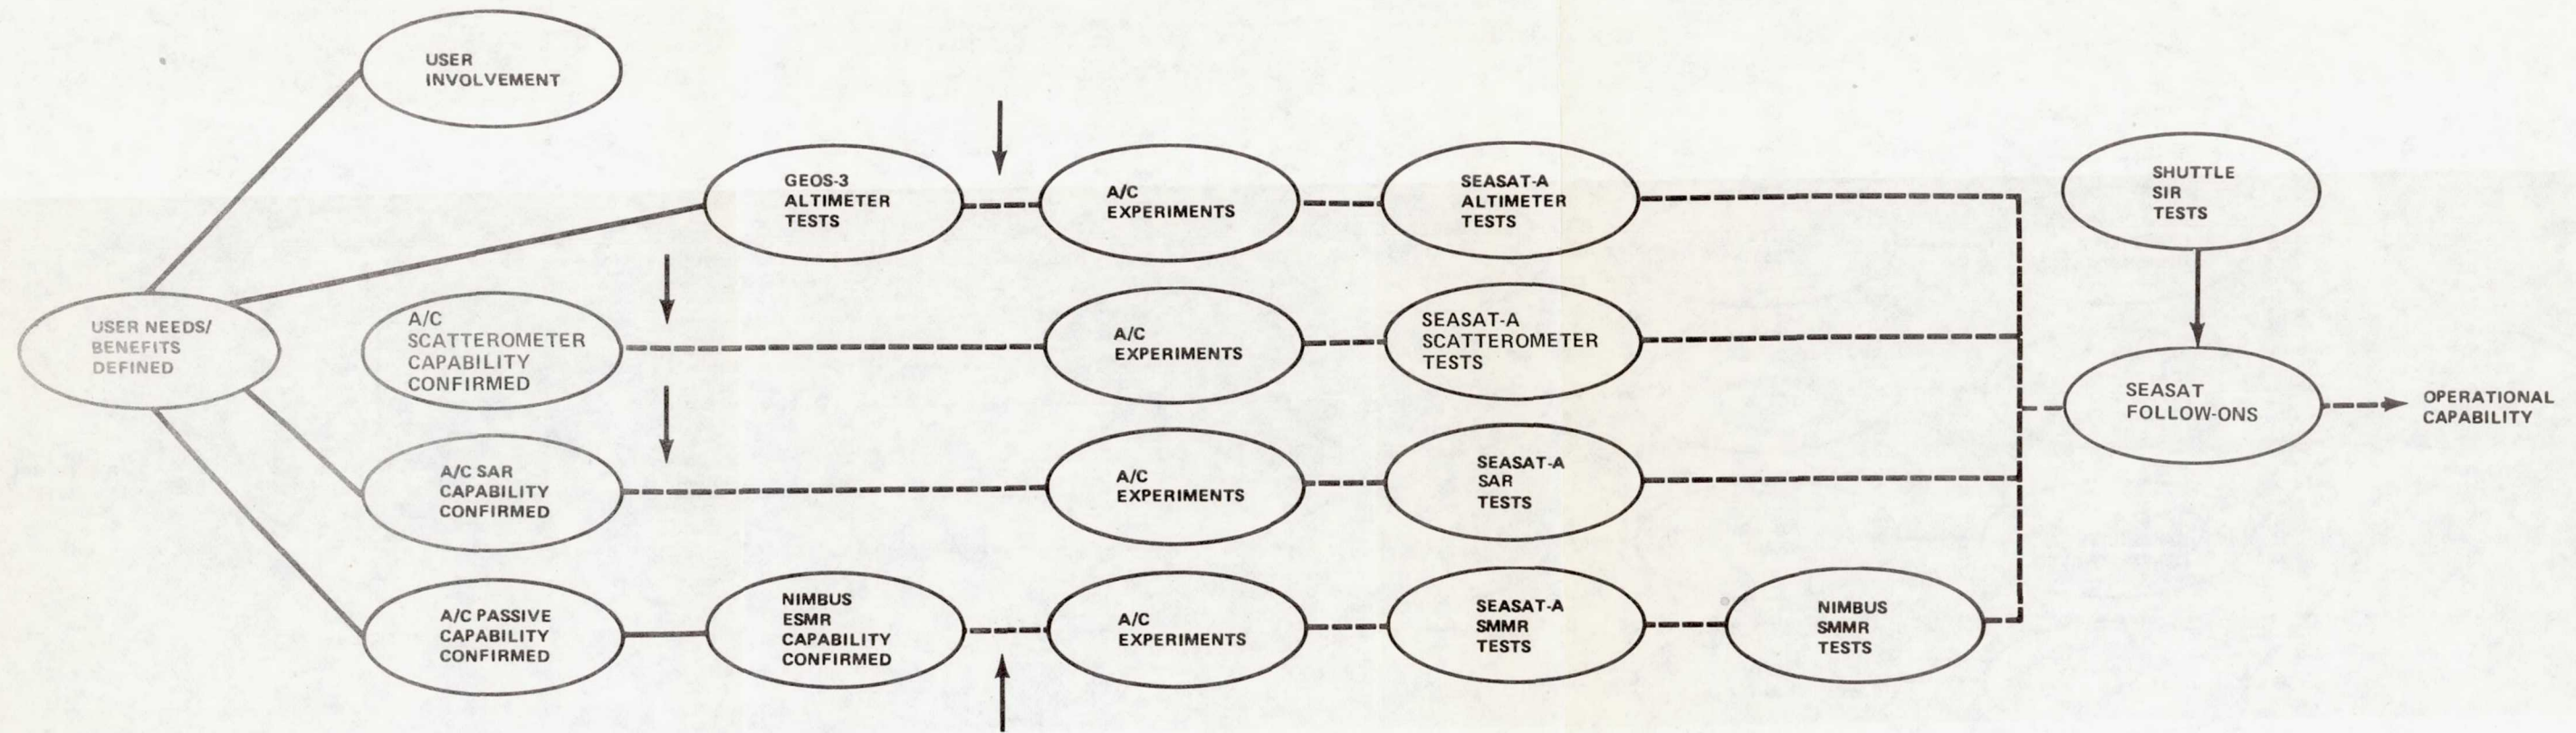 USER
INVOLVEMENT
GEOS-3
ALTIMETER
TESTS
A/C
EXPERIMENTS
SEASAT-A
ALTIMETER
TESTS
SHUTTLE
SIR
TESTS
USER NEEDS/
BENEFITS
DEFINED
A/C
SCATTEROMETER
CAPABILITY
CONFIRMED
A/C
EXPERIMENTS
SEASAT-A
SCATTEROMETER
TESTS
SEASAT
FOLLOW-ONS
OPERATIONAL
CAPABILITY
A/C SAR
CAPABILITY
CONFIRMED
A/C
EXPERIMENTS
SEASAT-A
SAR
TESTS
A/C PASSIVE
CAPABILITY
CONFIRMED
NIMBUS
ESMR
CAPABILITY
CONFIRMED
A/C
EXPERIMENTS
SEASAT-A
SMMR
TESTS
NIMBUS
SMMR
TESTS